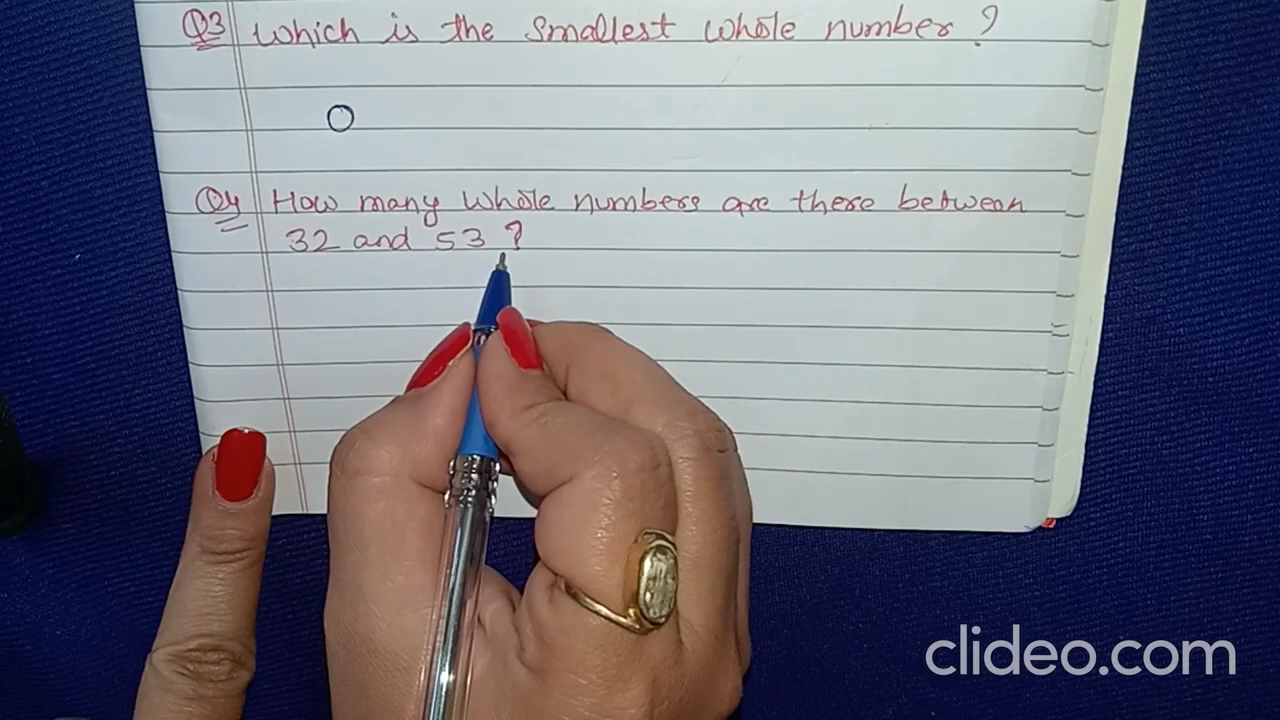 Q3 Which is the smallest whole number ?
0
Q4 How many whole numbers are there between
32 and 53 ?
clideo.com